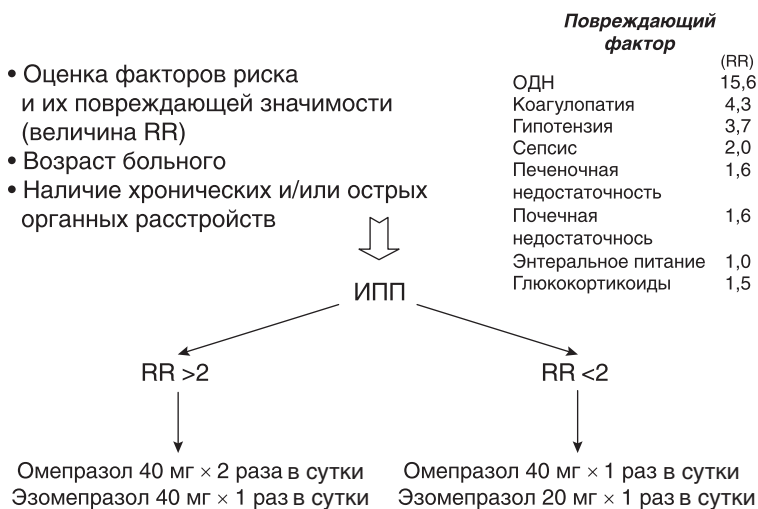 Повреждающий
фактор
(RR)
ОДН 15,6
Коагулопатия 4,3
Гипотензия 3,7
Сепсис 2,0
Печеночная 1,6
недостаточность
Почечная 1,6
недостаточнось
Энтеральное питание 1,0
Глюкокортикоиды 1,5
• Оценка факторов риска
и их повреждающей значимости
(величина RR)
• Возраст больного
• Наличие хронических и/или острых
органных расстройств
ИПП
RR >2
RR <2
Омепразол 40 мг × 2 раза в сутки
Эзомепразол 40 мг × 1 раз в сутки
Омепразол 40 мг × 1 раз в сутки
Эзомепразол 20 мг × 1 раз в сутки